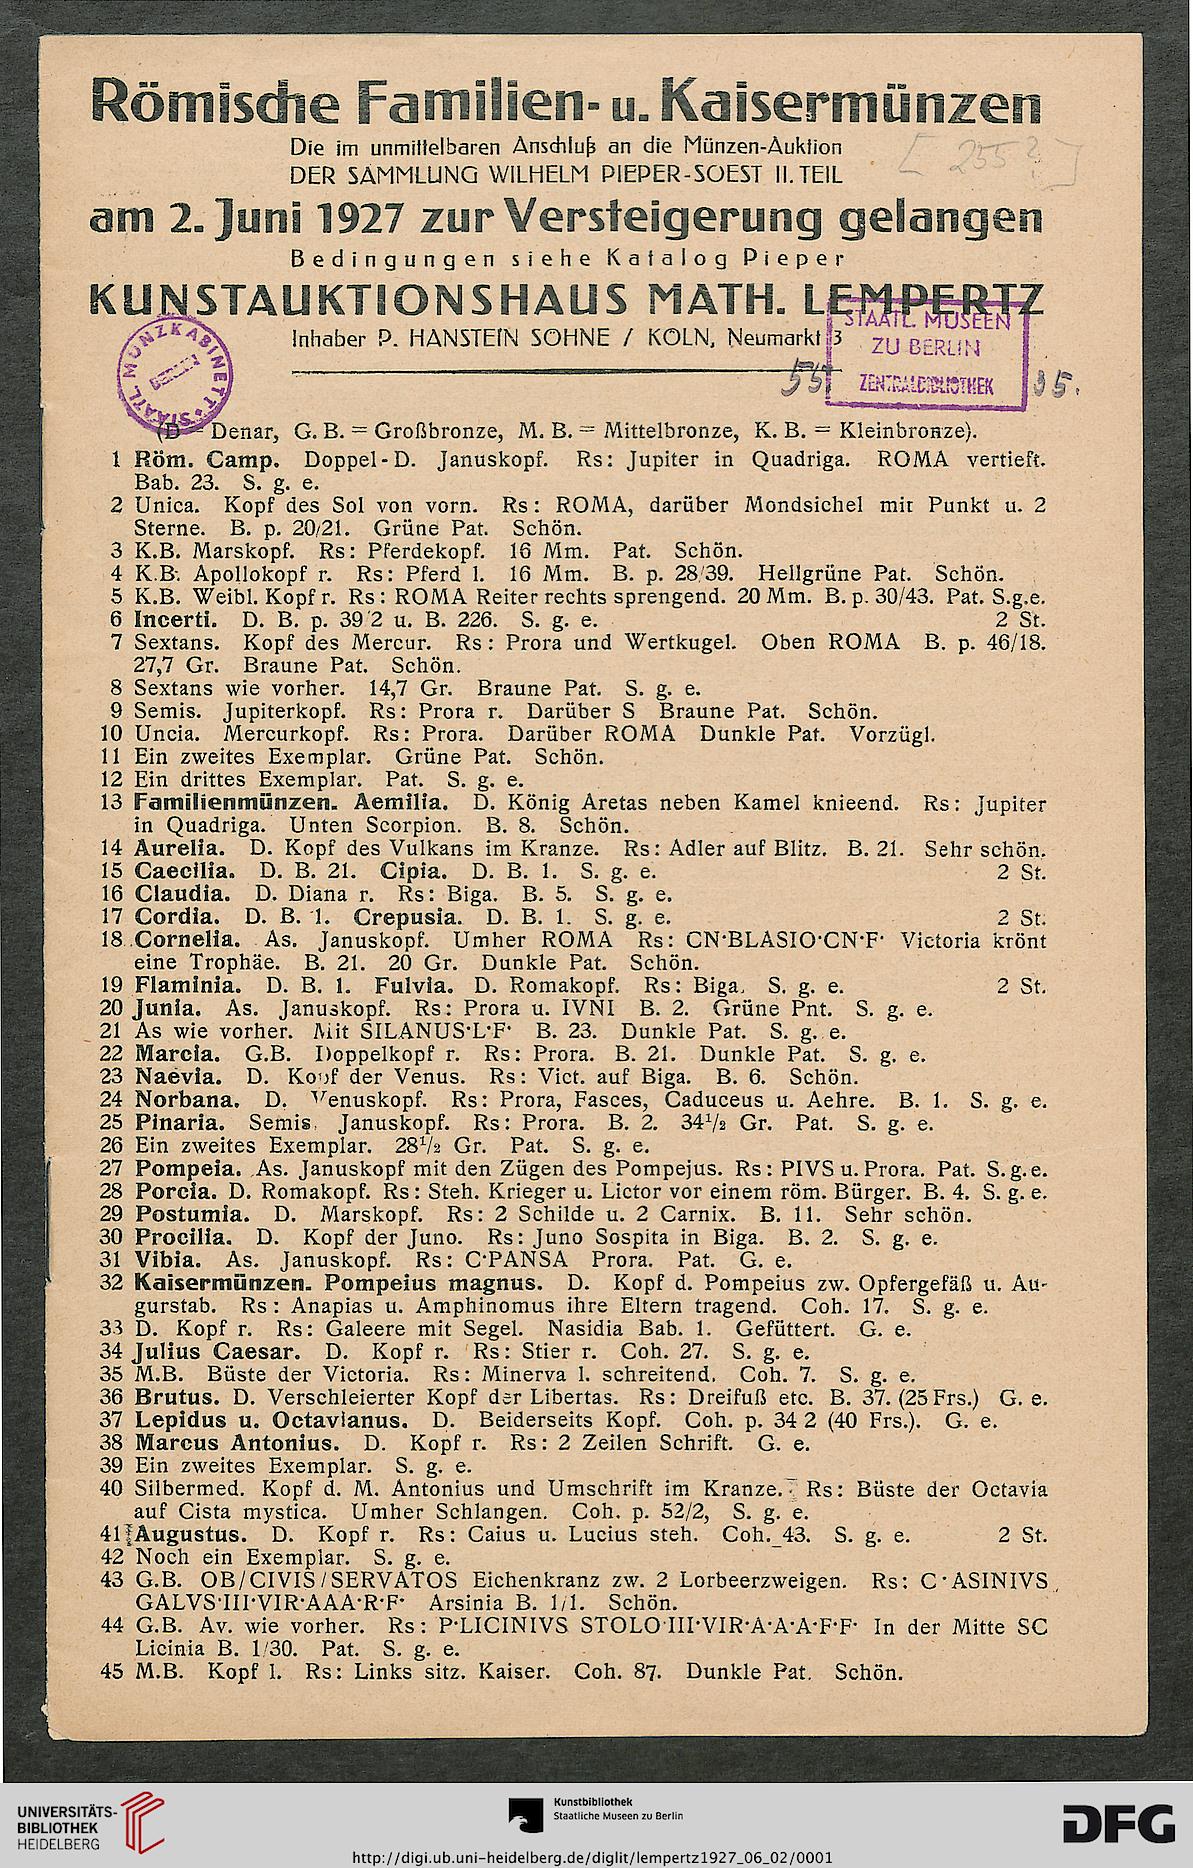 Römische Familien- u. Kaisermünzen
Die im unmittelbaren Anschluß an die Münzen-Auktion
DER SAMMLUNG WILHELM PIEPER-SOEST II. TEIL
[255?]
am 2. Juni 1927 zur Versteigerung gelangen
Bedingungen siehe Katalog Pieper
KUNSTAUKTIONSHAUS MATH. LEMPERTZ
Inhaber P. HANSTEIN SÖHNE / KÖLN, Neumarkt 3
STAATL. MUSEEN
ZU BERLIN
ZENTRALBIBLIOTHEK
MÜNZKABINETT
BERLIN
STAATL.
(D = Denar, G. B. = Großbronze, M. B. = Mittelbronze, K. B. = Kleinbronze).
1 Röm. Camp. Doppel-D. Januskopf. Rs: Jupiter in Quadriga. ROMA vertieft.
Bab. 23. S. g. e.
2 Unica. Kopf des Sol von vorn. Rs: ROMA, darüber Mondsichel mit Punkt u. 2
Sterne. B. p. 20/21. Grüne Pat. Schön.
3 K.B. Marskopf. Rs: Pferdekopf. 16 Mm. Pat. Schön.
4 K.B. Apollokopf r. Rs: Pferd l. 16 Mm. B. p. 28/39. Hellgrüne Pat. Schön.
5 K.B. Weibl. Kopf r. Rs: ROMA Reiter rechts sprengend. 20 Mm. B. p. 30/43. Pat. S.g.e.
6 Incerti. D. B. p. 39 2 u. B. 226. S. g. e. 2 St.
7 Sextans. Kopf des Mercur. Rs: Prora und Wertkugel. Oben ROMA B. p. 46/18.
27,7 Gr. Braune Pat. Schön.
8 Sextans wie vorher. 14,7 Gr. Braune Pat. S. g. e.
9 Semis. Jupiterkopf. Rs: Prora r. Darüber S Braune Pat. Schön.
10 Uncia. Mercurkopf. Rs: Prora. Darüber ROMA Dunkle Pat. Vorzügl.
11 Ein zweites Exemplar. Grüne Pat. Schön.
12 Ein drittes Exemplar. Pat. S. g. e.
13 Familienmünzen. Aemilia. D. König Aretas neben Kamel knieend. Rs: Jupiter
in Quadriga. Unten Scorpion. B. 8. Schön.
14 Aurelia. D. Kopf des Vulkans im Kranze. Rs: Adler auf Blitz. B. 21. Sehr schön.
15 Caecilia. D. B. 21. Cipia. D. B. 1. S. g. e. 2 St.
16 Claudia. D. Diana r. Rs: Biga. B. 5. S. g. e.
17 Cordia. D. B. 1. Crepusia. D. B. 1. S. g. e. 2 St.
18 Cornelia. As. Januskopf. Umher ROMA Rs: CN·BLASIO·CN·F· Victoria krönt
eine Trophäe. B. 21. 20 Gr. Dunkle Pat. Schön.
19 Flaminia. D. B. 1. Fulvia. D. Romakopf. Rs: Biga. S. g. e. 2 St.
20 Junia. As. Januskopf. Rs: Prora u. IVNI B. 2. Grüne Pnt. S. g. e.
21 As wie vorher. Mit SILANUS·L·F· B. 23. Dunkle Pat. S. g. e.
22 Marcia. G.B. Doppelkopf r. Rs: Prora. B. 21. Dunkle Pat. S. g. e.
23 Naevia. D. Kopf der Venus. Rs: Vict. auf Biga. B. 6. Schön.
24 Norbana. D. Venuskopf. Rs: Prora, Fasces, Caduceus u. Aehre. B. 1. S. g. e.
25 Pinaria. Semis. Januskopf. Rs: Prora. B. 2. 34½ Gr. Pat. S. g. e.
26 Ein zweites Exemplar. 28½ Gr. Pat. S. g. e.
27 Pompeia. As. Januskopf mit den Zügen des Pompejus. Rs: PIVS u. Prora. Pat. S.g.e.
28 Porcia. D. Romakopf. Rs: Steh. Krieger u. Lictor vor einem röm. Bürger. B. 4. S. g. e.
29 Postumia. D. Marskopf. Rs: 2 Schilde u. 2 Carnix. B. 11. Sehr schön.
30 Procilia. D. Kopf der Juno. Rs: Juno Sospita in Biga. B. 2. S. g. e.
31 Vibia. As. Januskopf. Rs: C·PANSA Prora. Pat. G. e.
32 Kaisermünzen. Pompeius magnus. D. Kopf d. Pompeius zw. Opfergefäß u. Au-
gurstab. Rs: Anapias u. Amphinomus ihre Eltern tragend. Coh. 17. S. g. e.
33 D. Kopf r. Rs: Galeere mit Segel. Nasidia Bab. 1. Gefüttert. G. e.
34 Julius Caesar. D. Kopf r. Rs: Stier r. Coh. 27. S. g. e.
35 M.B. Büste der Victoria. Rs: Minerva l. schreitend. Coh. 7. S. g. e.
36 Brutus. D. Verschleierter Kopf der Libertas. Rs: Dreifuß etc. B. 37. (25 Frs.) G. e.
37 Lepidus u. Octavianus. D. Beiderseits Kopf. Coh. p. 34 2 (40 Frs.). G. e.
38 Marcus Antonius. D. Kopf r. Rs: 2 Zeilen Schrift. G. e.
39 Ein zweites Exemplar. S. g. e.
40 Silbermed. Kopf d. M. Antonius und Umschrift im Kranze. Rs: Büste der Octavia
auf Cista mystica. Umher Schlangen. Coh. p. 52/2, S. g. e.
41 Augustus. D. Kopf r. Rs: Caius u. Lucius steh. Coh. 43. S. g. e. 2 St.
42 Noch ein Exemplar. S. g. e.
43 G.B. OB/CIVIS/SERVATOS Eichenkranz zw. 2 Lorbeerzweigen. Rs: C·ASINIVS
GALVS·III·VIR·AAA·R·F· Arsinia B. 1/1. Schön.
44 G.B. Av. wie vorher. Rs: P·LICINIVS STOLO·III·VIR·A·A·A·F·F· In der Mitte SC
Licinia B. 1/30. Pat. S. g. e.
45 M.B. Kopf l. Rs: Links sitz. Kaiser. Coh. 87. Dunkle Pat. Schön.
UNIVERSITÄTS-
BIBLIOTHEK
HEIDELBERG
Kunstbibliothek
Staatliche Museen zu Berlin
DFG
http://digi.ub.uni-heidelberg.de/diglit/lempertz1927_06_02/0001